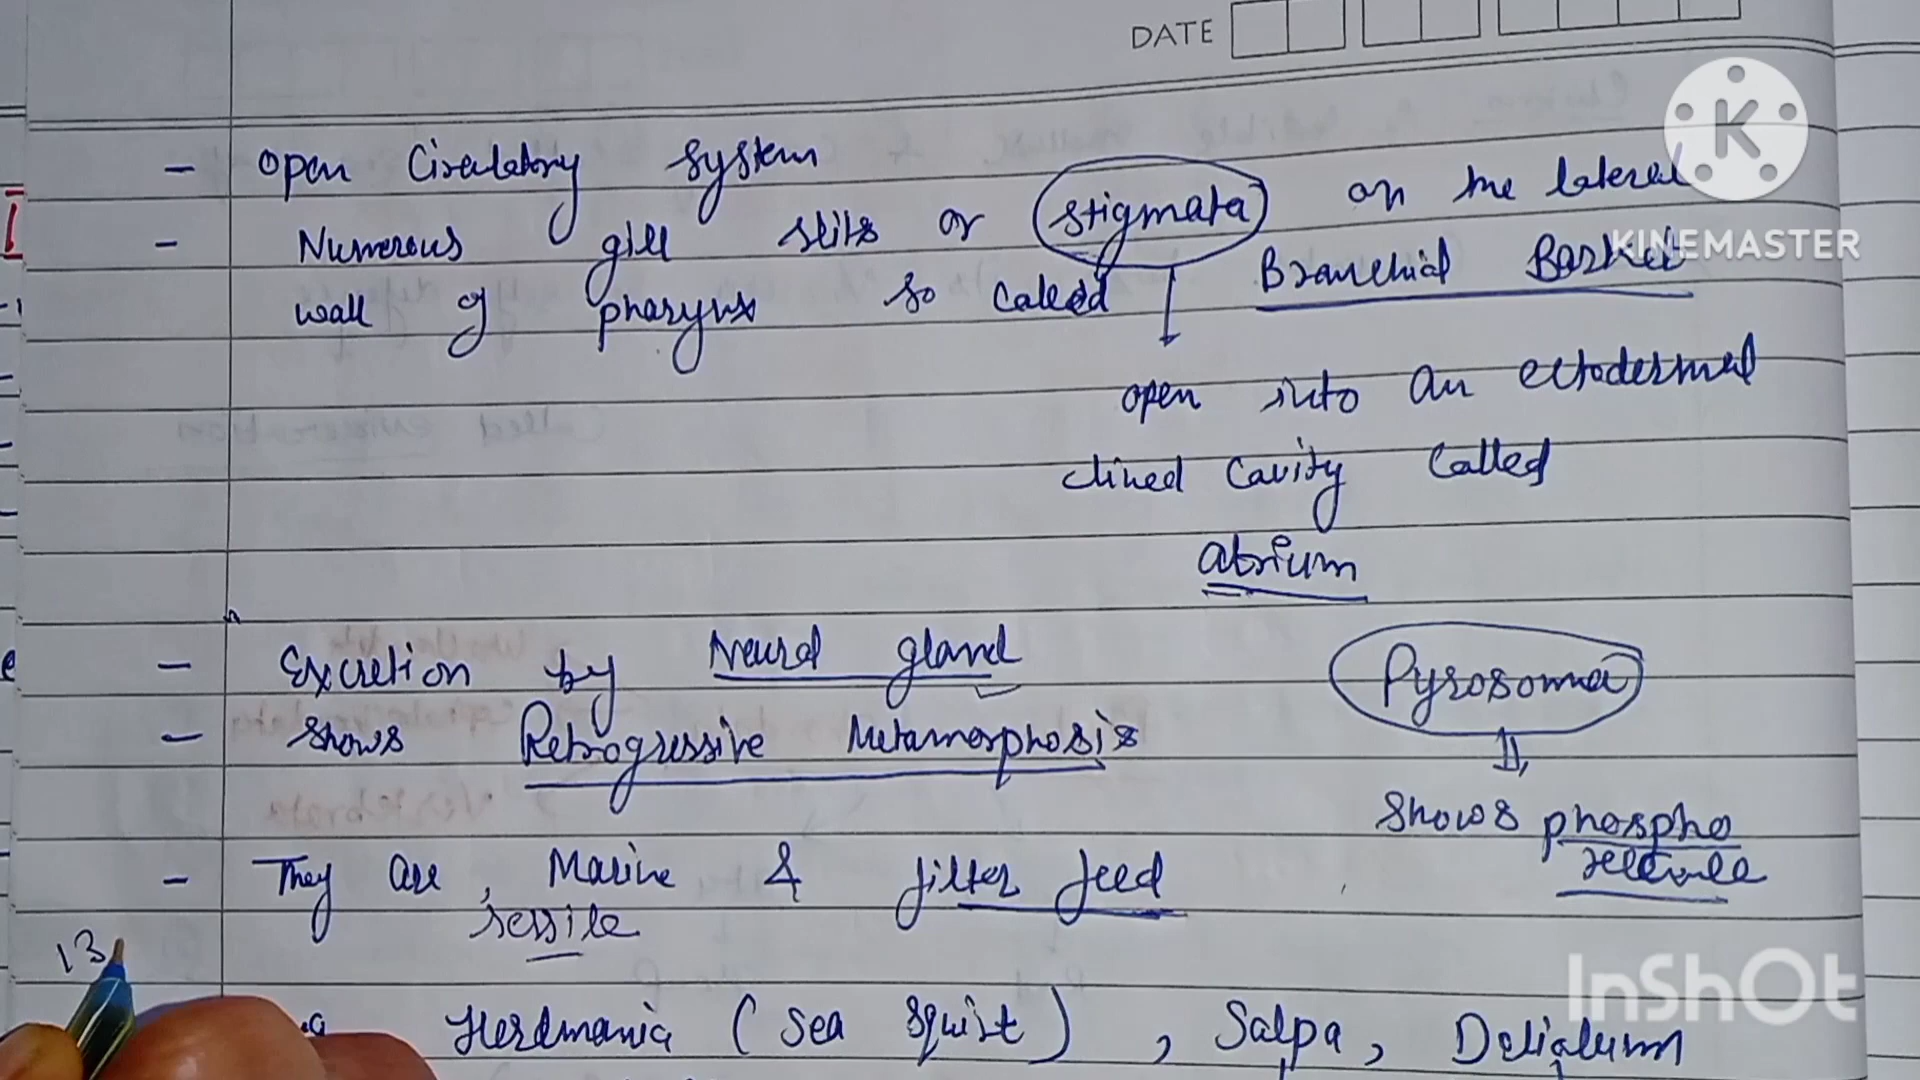 DATE
- Open Circulatory System
- Numerous gill slits or stigmata on the lateral
wall of pharynx so called Branchial Basket
open into an ectodermal
lined cavity called
atrium
- Excretion by Neural gland
- shows Retrogressive Metamorphosis
Pyrosoma
shows phospho
- They are, Marine & filter feed
sessile
13
Herdmania (Sea squirt), Salpa, Doliolum
K
KINEMASTER
InShOt